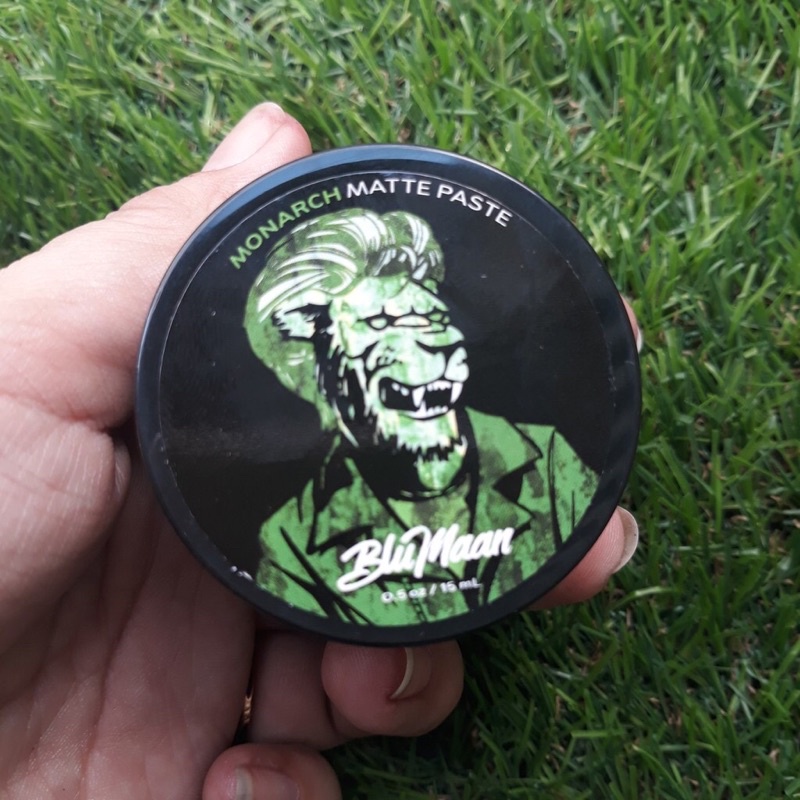 MONARCH MATTE PASTE
BluMaan
0.5 oz / 15 mL